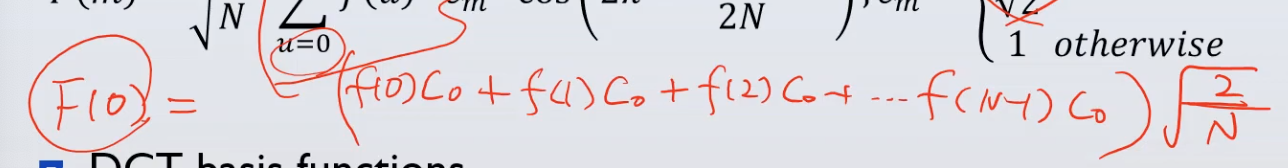 √N Σ u=0 2N
1 otherwise
F(0) = (f(0)C₀ + f(1)C₀ + f(2)C₀ + ... f(N-1)C₀) √(2/N)
DCT basis functions